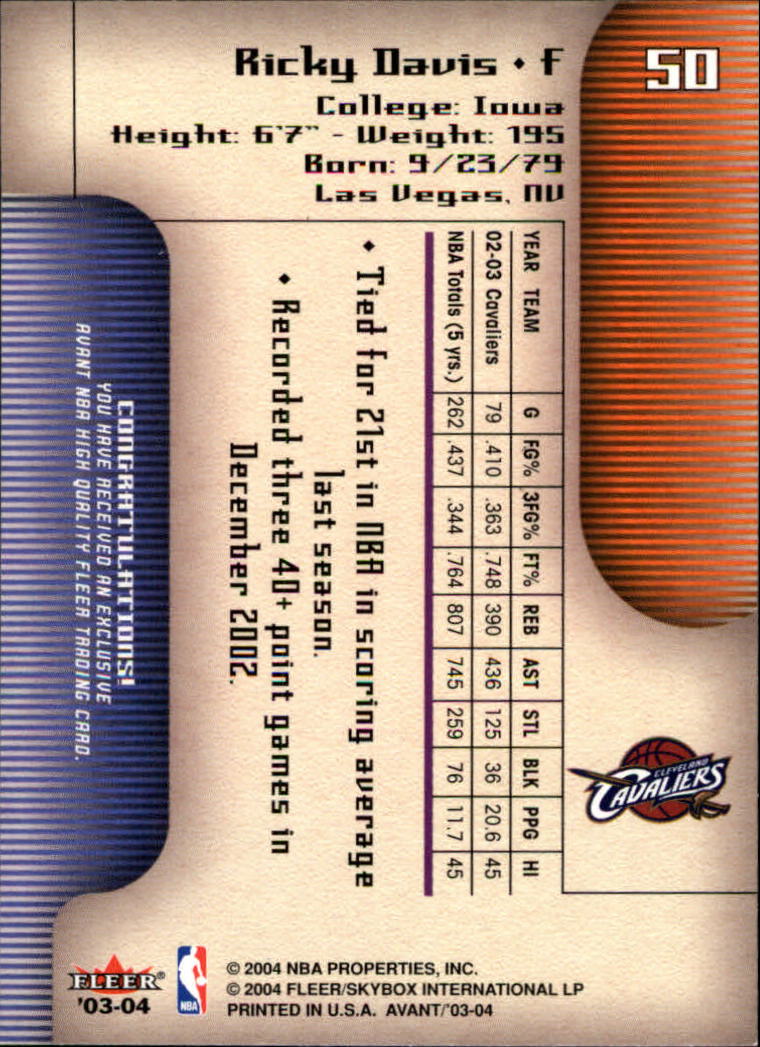 50
Ricky Davis • F
College: Iowa
Height: 6'7" - Weight: 195
Born: 9/23/79
Las Vegas, NV
YEAR TEAM G FG% 3FG% FT% REB AST STL BLK PPG HI
02-03 Cavaliers 79 .410 .363 .748 390 436 125 36 20.6 45
NBA Totals (5 yrs.) 262 .437 .344 .764 807 745 259 76 11.7 45
• Tied for 21st in NBA in scoring average
last season.
• Recorded three 40+ point games in
December 2002.
CONGRATULATIONS!
YOU HAVE RECEIVED AN EXCLUSIVE
AVANT NBA HIGH QUALITY FLEER TRADING CARD.
CLEVELAND
CAVALIERS
FLEER®
'03-04
NBA
© 2004 NBA PROPERTIES, INC.
© 2004 FLEER/SKYBOX INTERNATIONAL LP
PRINTED IN U.S.A. AVANT/'03-04